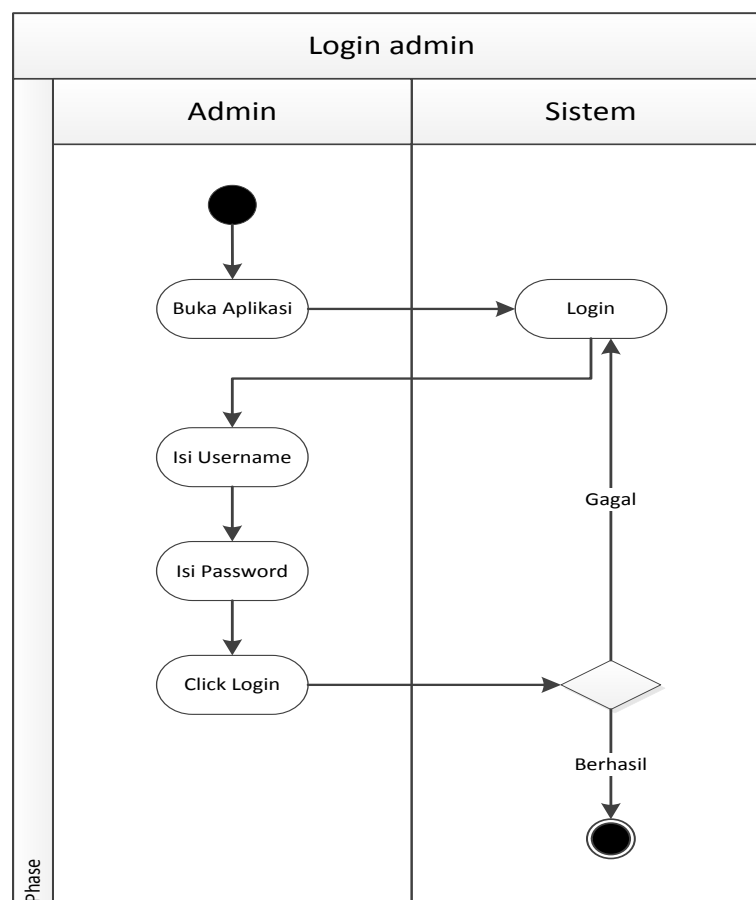 Login admin
Admin
Sistem
Buka Aplikasi
Login
Isi Username
Gagal
Isi Password
Click Login
Berhasil
Phase